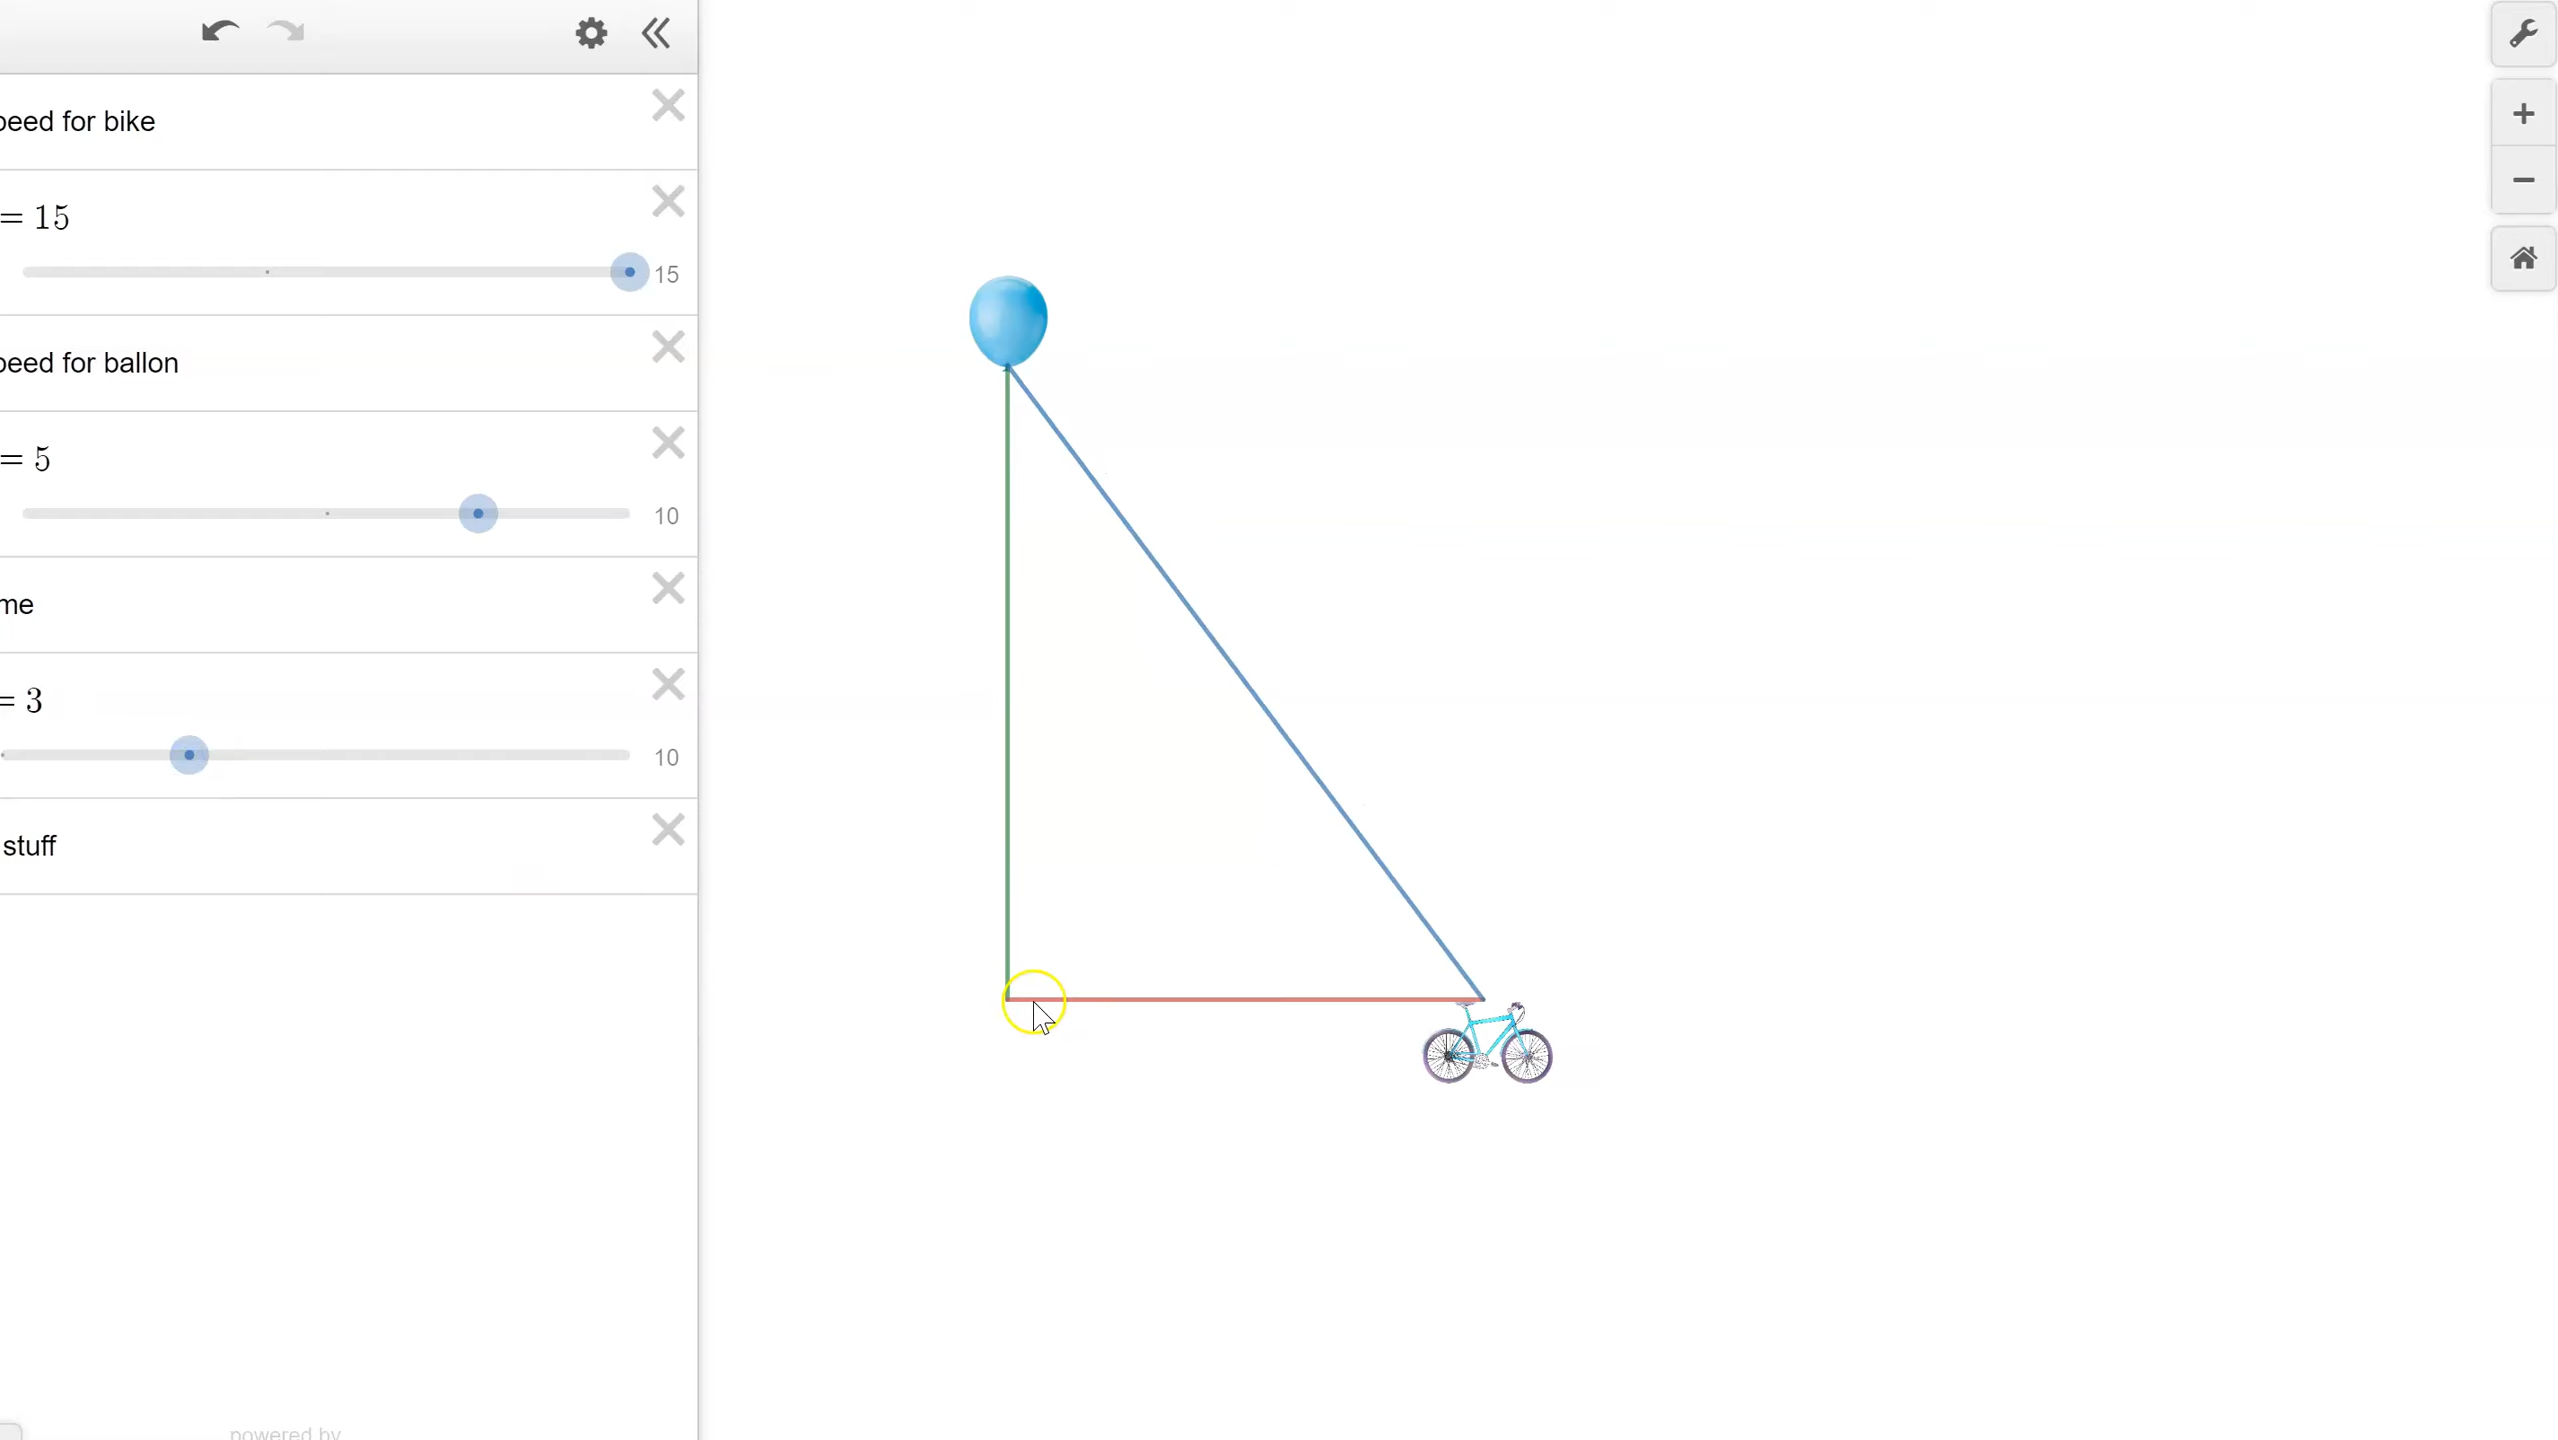 peed for bike
= 15
15
peed for ballon
= 5
10
me
= 3
10
stuff
powered by